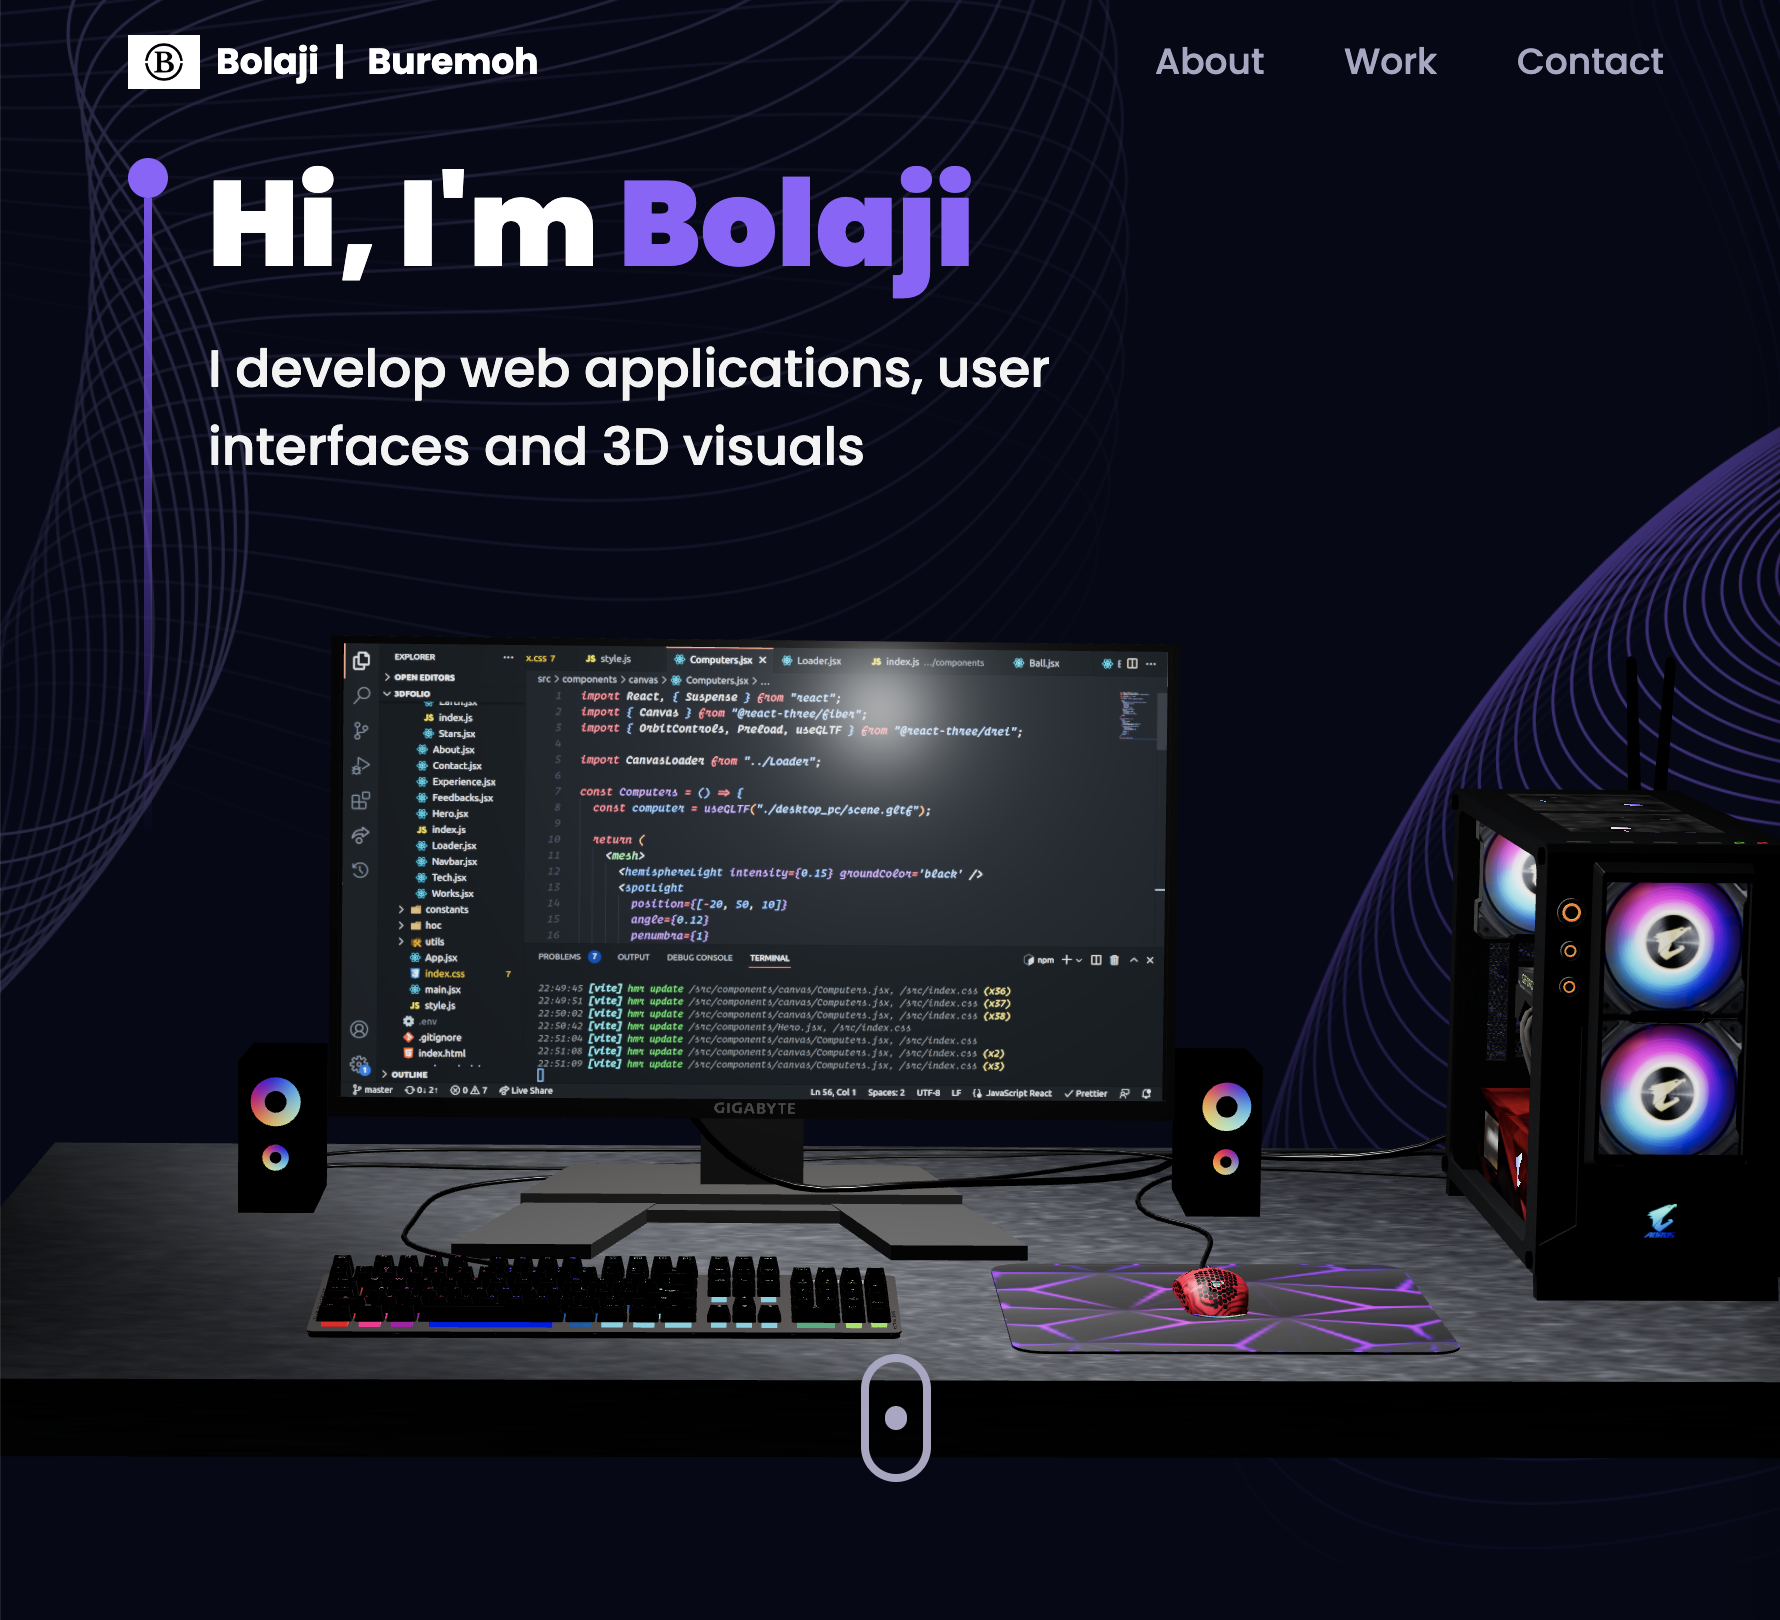 B
Bolaji | Buremoh
About
Work
Contact
Hi, I'm Bolaji
I develop web applications, user
interfaces and 3D visuals
EXPLORER
OPEN EDITORS
3DFOLIO
Earth.jsx
index.js
Stars.jsx
About.jsx
Contact.jsx
Experience.jsx
Feedbacks.jsx
Hero.jsx
index.js
Loader.jsx
Navbar.jsx
Tech.jsx
Works.jsx
constants
hoc
utils
App.jsx
index.css 7
main.jsx
style.js
.env
.gitignore
index.html
OUTLINE
x.css 7
style.js
Computers.jsx
Loader.jsx
index.js .../components
Ball.jsx
src > components > canvas > Computers.jsx > ...
1 import React, { Suspense } from "react";
2 import { Canvas } from "@react-three/fiber";
3 import { OrbitControls, Preload, useGLTF } from "@react-three/drei";
4
5 import CanvasLoader from "../Loader";
6
7 const Computers = () => {
8 const computer = useGLTF("./desktop_pc/scene.gltf");
9
10 return (
11 <mesh>
12 <hemisphereLight intensity={0.15} groundColor='black' />
13 <spotLight
14 position={[-20, 50, 10]}
15 angle={0.12}
16 penumbra={1}
PROBLEMS 7 OUTPUT DEBUG CONSOLE TERMINAL
npm
22:49:45 [vite] hmr update /src/components/canvas/Computers.jsx, /src/index.css (x36)
22:49:51 [vite] hmr update /src/components/canvas/Computers.jsx, /src/index.css (x37)
22:50:02 [vite] hmr update /src/components/canvas/Computers.jsx, /src/index.css (x38)
22:50:42 [vite] hmr update /src/components/Hero.jsx, /src/index.css
22:51:04 [vite] hmr update /src/components/canvas/Computers.jsx, /src/index.css
22:51:08 [vite] hmr update /src/components/canvas/Computers.jsx, /src/index.css (x2)
22:51:09 [vite] hmr update /src/components/canvas/Computers.jsx, /src/index.css (x3)
1
master 0↓ 2↑ 0 7 Live Share
Ln 56, Col 1 Spaces: 2 UTF-8 LF JavaScript React Prettier
GIGABYTE
AORUS